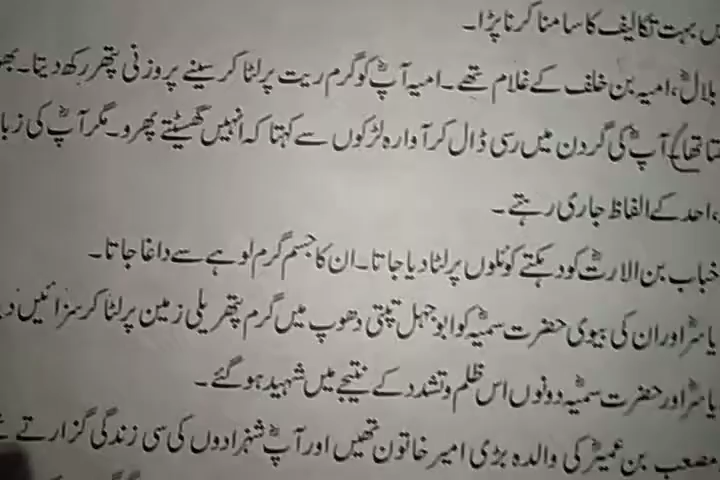 بہت تکالیف کا سامنا کرنا پڑا۔
بلالؓ، امیہ بن خلف کے غلام تھے۔ امیہ آپؓ کو گرم ریت پر لٹا کر سینے پر وزنی پتھر رکھ دیتا۔
تھا) آپؓ کی گردن میں رسی ڈال کر آوارہ لڑکوں سے کہتا کہ انہیں گھسیٹتے پھرو۔ مگر آپؓ کی
،احد کے الفاظ جاری رہتے۔
خباب بن الارتؓ کو دہکتے کوئلوں پر لٹا دیا جاتا۔ ان کا جسم گرم لوہے سے داغا جاتا۔
یاسرؓ اور ان کی بیوی حضرت سمیہؓ کو ابو جہل تپتی دھوپ میں گرم پتھریلی زمین پر لٹا کر سزائیں
یاسرؓ اور حضرت سمیہؓ دونوں اس ظلم و تشدد کے نتیجے میں شہید ہو گئے۔
مصعب بن عمیرؓ کی والدہ بڑی امیر خاتون تھیں اور آپؓ شہزادوں کی سی زندگی گزارتے